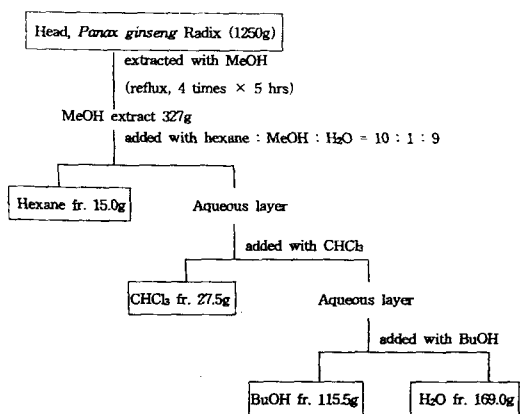 Head, Panax ginseng Radix (1250g)
extracted with MeOH
(reflux, 4 times × 5 hrs)
MeOH extract 327g
added with hexane : MeOH : H₂O = 10 : 1 : 9
Hexane fr. 15.0g
Aqueous layer
added with CHCl₃
CHCl₃ fr. 27.5g
Aqueous layer
added with BuOH
BuOH fr. 115.5g
H₂O fr. 169.0g